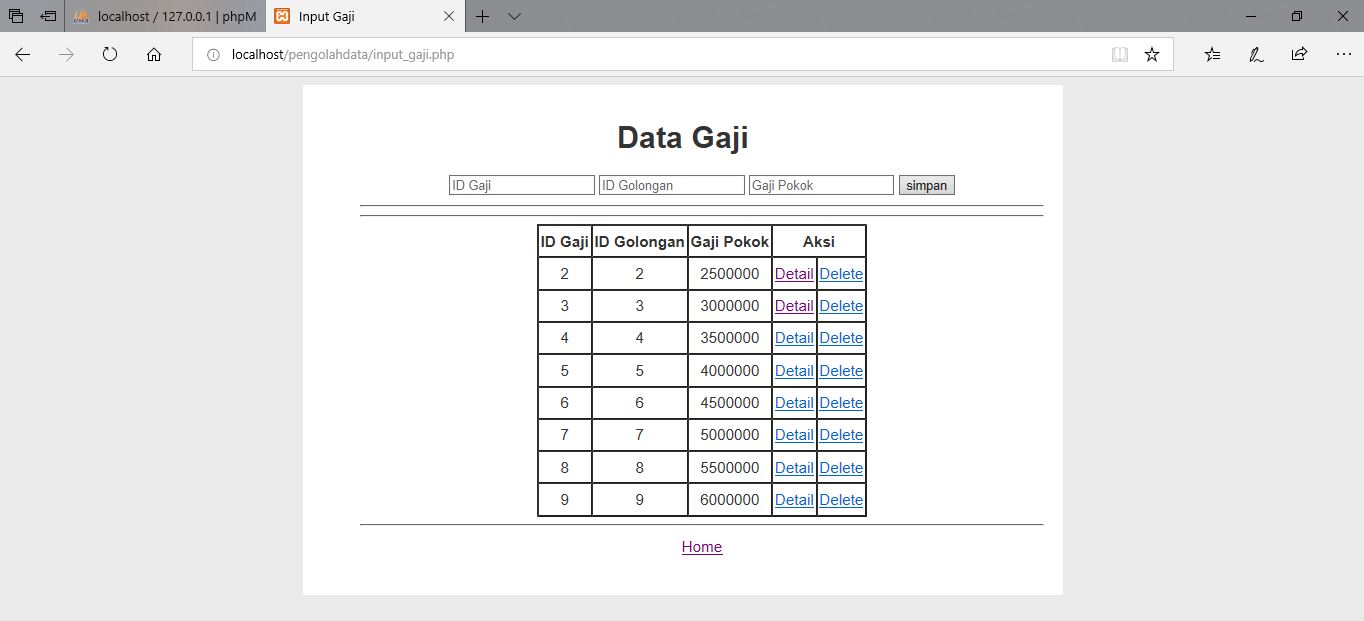 localhost / 127.0.0.1 | phpM Input Gaji
localhost/pengolahdata/input_gaji.php
Data Gaji
ID Gaji ID Golongan Gaji Pokok simpan
ID Gaji ID Golongan Gaji Pokok Aksi
2 2 2500000 Detail Delete
3 3 3000000 Detail Delete
4 4 3500000 Detail Delete
5 5 4000000 Detail Delete
6 6 4500000 Detail Delete
7 7 5000000 Detail Delete
8 8 5500000 Detail Delete
9 9 6000000 Detail Delete
Home